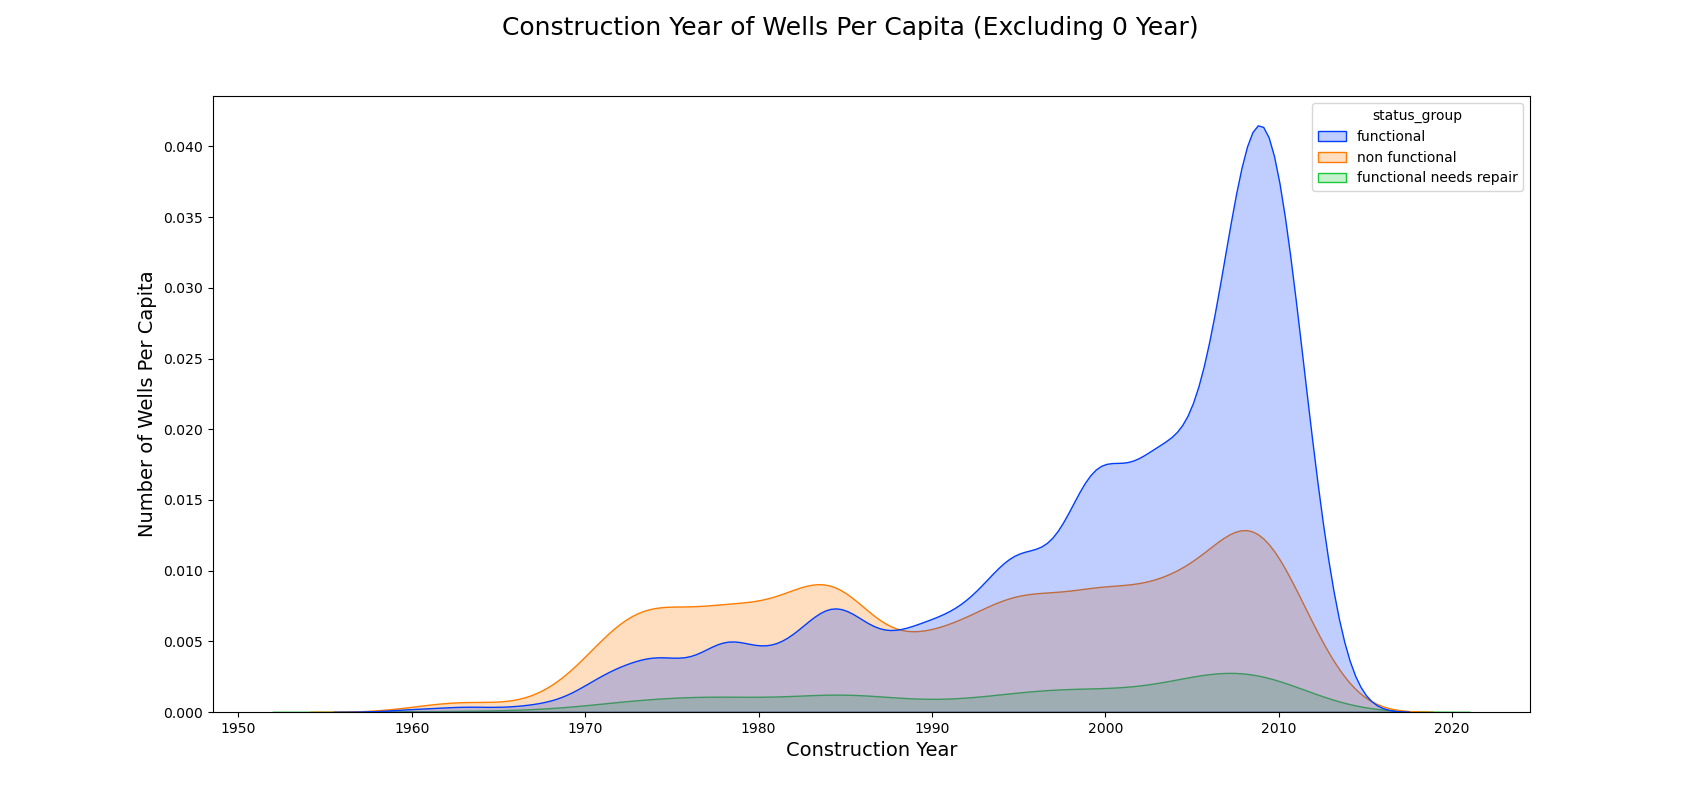 Construction Year of Wells Per Capita (Excluding 0 Year)
status_group
functional
non functional
functional needs repair
0.040
0.035
0.030
0.025
0.020
0.015
0.010
0.005
0.000
Number of Wells Per Capita
1950 1960 1970 1980 1990 2000 2010 2020
Construction Year